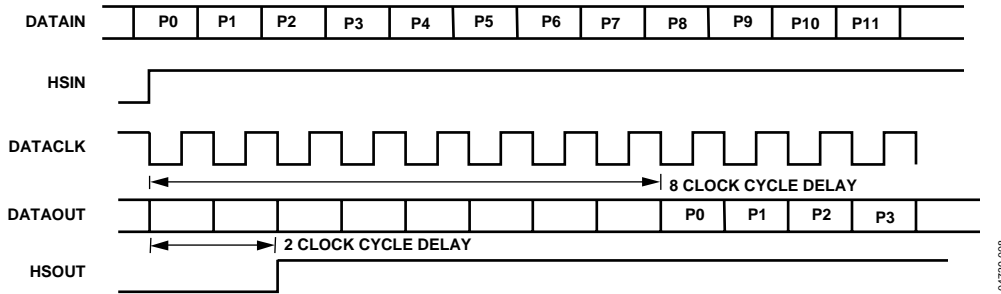 DATAIN P0 P1 P2 P3 P4 P5 P6 P7 P8 P9 P10 P11
HSIN
DATACLK
8 CLOCK CYCLE DELAY
DATAOUT P0 P1 P2 P3
2 CLOCK CYCLE DELAY
HSOUT